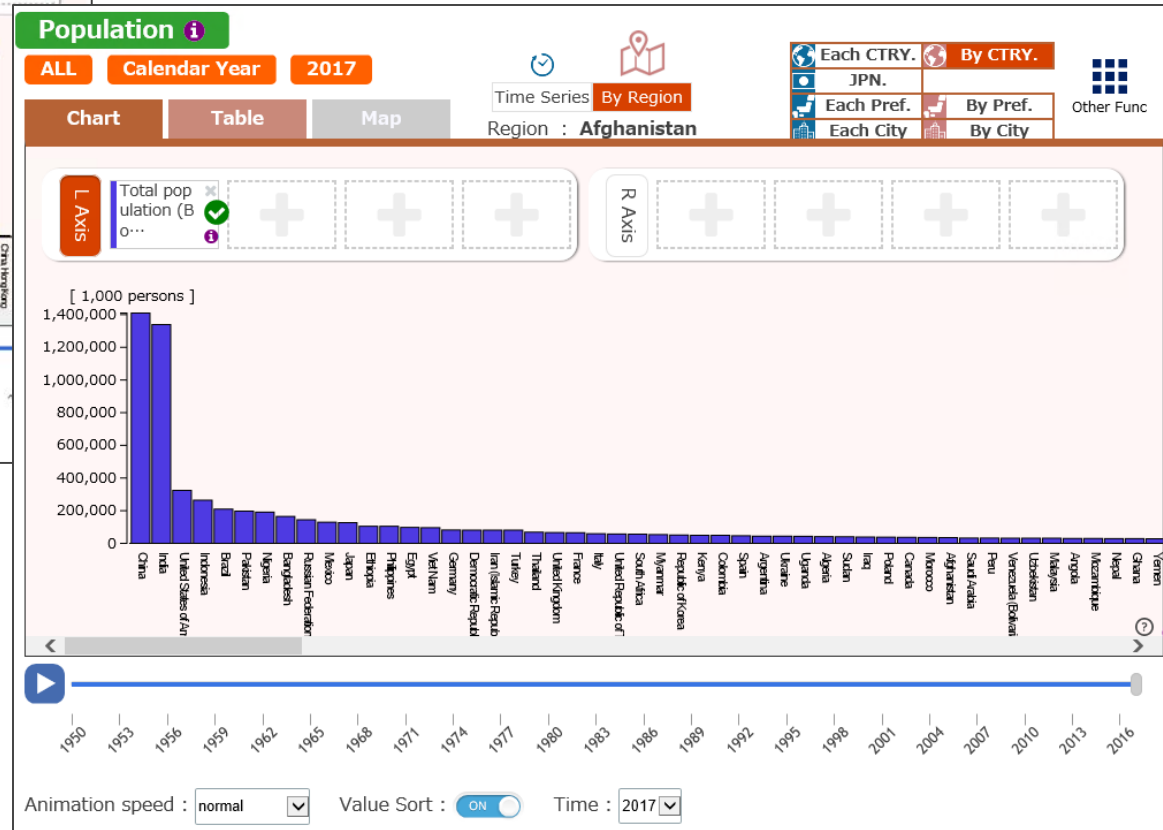 Population i
ALL Calendar Year 2017
Chart Table Map
Time Series By Region
Region : Afghanistan
Each CTRY. By CTRY.
JPN.
Each Pref. By Pref.
Each City By City
Other Func
L Axis
Total pop
ulation (B
o…
i
R Axis
[ 1,000 persons ]
1,400,000
1,200,000
1,000,000
800,000
600,000
400,000
200,000
0
China
India
United States of Am
Indonesia
Brazil
Pakistan
Nigeria
Bangladesh
Russian Federation
Mexico
Japan
Ethiopia
Philippines
Egypt
Viet Nam
Germany
Democratic Republ
Iran (Islamic Repub
Turkey
Thailand
United Kingdom
France
Italy
United Republic of T
South Africa
Myanmar
Republic of Korea
Kenya
Colombia
Spain
Argentina
Ukraine
Uganda
Algeria
Sudan
Iraq
Poland
Canada
Morocco
Afghanistan
Saudi Arabia
Peru
Venezuela (Bolivari
Uzbekistan
Malaysia
Angola
Mozambique
Nepal
Ghana
Yemen
?
China Hong Kong
1950
1953
1956
1959
1962
1965
1968
1971
1974
1977
1980
1983
1986
1989
1992
1995
1998
2001
2004
2007
2010
2013
2016
Animation speed : normal Value Sort : ON Time : 2017